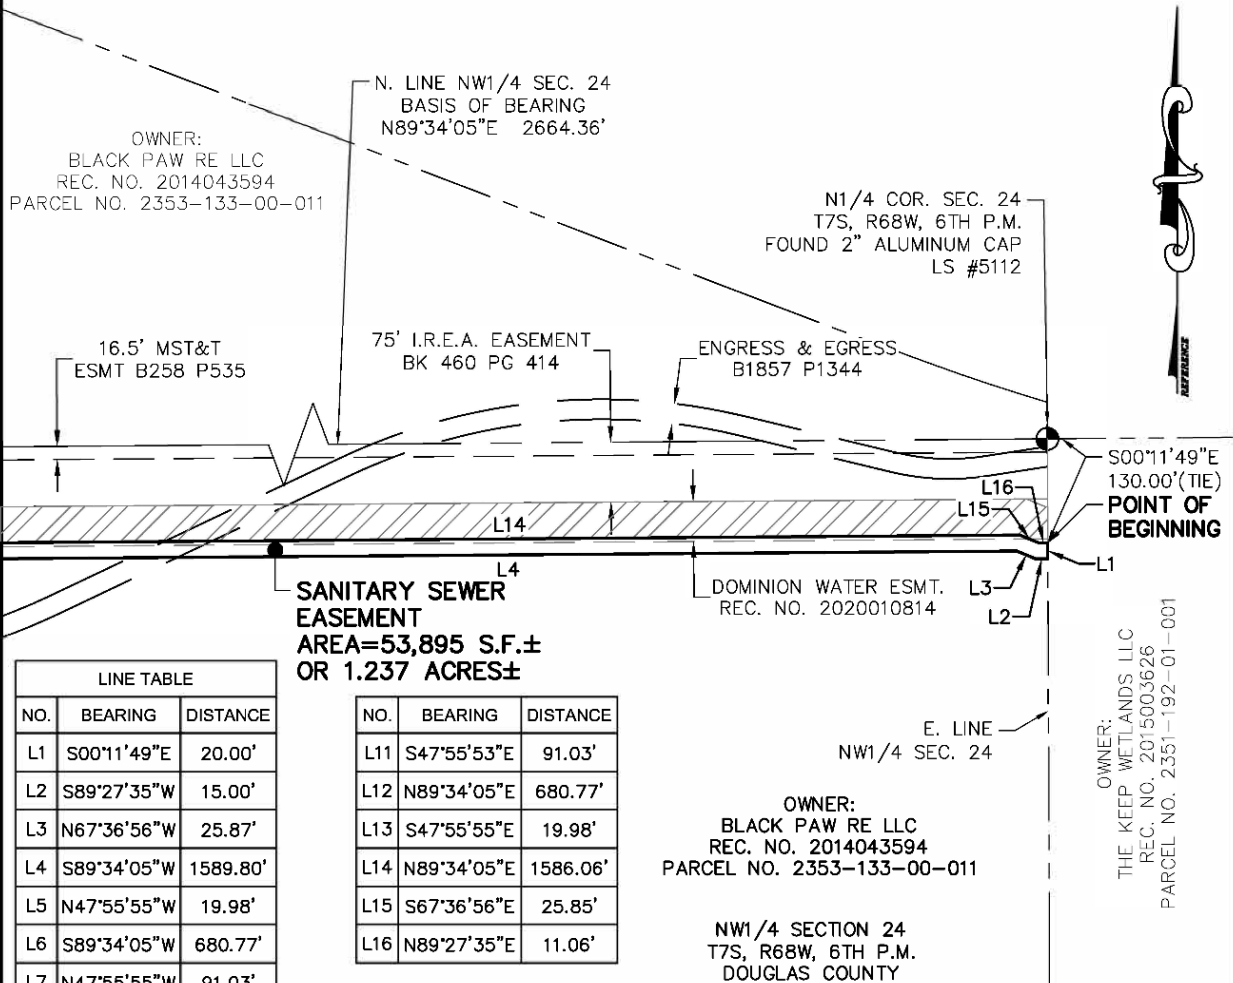 N. LINE NW1/4 SEC. 24
BASIS OF BEARING
N89°34'05"E 2664.36'
OWNER:
BLACK PAW RE LLC
REC. NO. 2014043594
PARCEL NO. 2353-133-00-011
N1/4 COR. SEC. 24
T7S, R68W, 6TH P.M.
FOUND 2" ALUMINUM CAP
LS #5112
REFERENCE
16.5' MST&T
ESMT B258 P535
75' I.R.E.A. EASEMENT
BK 460 PG 414
ENGRESS & EGRESS
B1857 P1344
S00°11'49"E
130.00'(TIE)
POINT OF
BEGINNING
L16
L15
L14
L1
L4
L3
L2
SANITARY SEWER
EASEMENT
AREA=53,895 S.F.±
OR 1.237 ACRES±
DOMINION WATER ESMT.
REC. NO. 2020010814
LINE TABLE
NO. BEARING DISTANCE
L1 S00°11'49"E 20.00'
L2 S89°27'35"W 15.00'
L3 N67°36'56"W 25.87'
L4 S89°34'05"W 1589.80'
L5 N47°55'55"W 19.98'
L6 S89°34'05"W 680.77'
L7 N47°55'55"W 91.03'
NO. BEARING DISTANCE
L11 S47°55'53"E 91.03'
L12 N89°34'05"E 680.77'
L13 S47°55'55"E 19.98'
L14 N89°34'05"E 1586.06'
L15 S67°36'56"E 25.85'
L16 N89°27'35"E 11.06'
E. LINE
NW1/4 SEC. 24
OWNER:
BLACK PAW RE LLC
REC. NO. 2014043594
PARCEL NO. 2353-133-00-011
NW1/4 SECTION 24
T7S, R68W, 6TH P.M.
DOUGLAS COUNTY
OWNER:
THE KEEP WETLANDS LLC
REC. NO. 2015003626
PARCEL NO. 2351-192-01-001